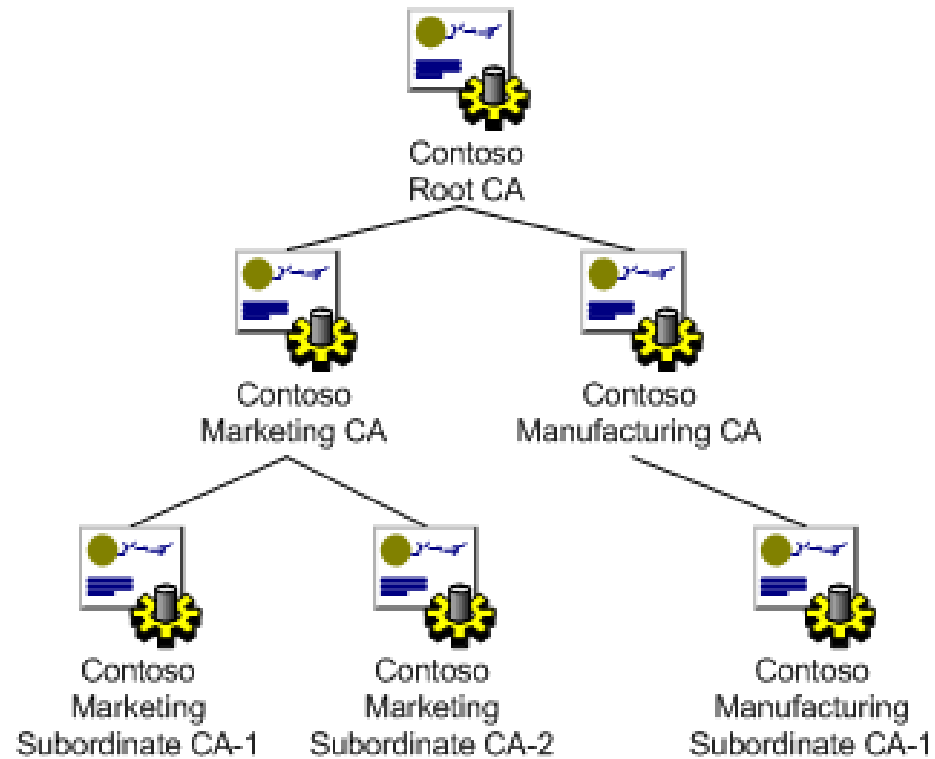 Contoso
Root CA
Contoso
Marketing CA
Contoso
Manufacturing CA
Contoso
Marketing
Subordinate CA-1
Contoso
Marketing
Subordinate CA-2
Contoso
Manufacturing
Subordinate CA-1